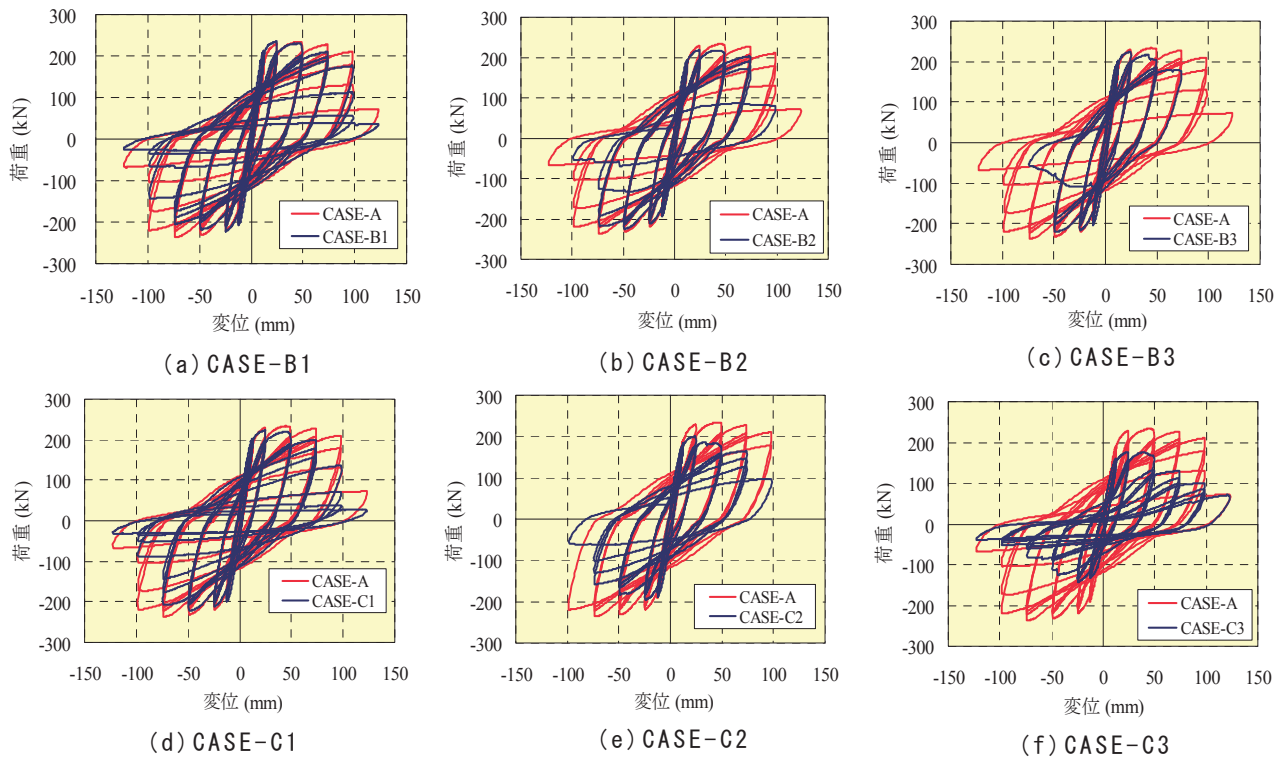 300
200
100
0
-100
-200
-300
荷重 (kN)
-150 -100 -50 0 50 100 150
変位 (mm)
CASE-A
CASE-B1
(a) CASE-B1
300
200
100
0
-100
-200
-300
荷重 (kN)
-150 -100 -50 0 50 100 150
変位 (mm)
CASE-A
CASE-B2
(b) CASE-B2
300
200
100
0
-100
-200
-300
荷重 (kN)
-150 -100 -50 0 50 100 150
変位 (mm)
CASE-A
CASE-B3
(c) CASE-B3
300
200
100
0
-100
-200
-300
荷重 (kN)
-150 -100 -50 0 50 100 150
変位 (mm)
CASE-A
CASE-C1
(d) CASE-C1
300
200
100
0
-100
-200
-300
荷重 (kN)
-150 -100 -50 0 50 100 150
変位 (mm)
CASE-A
CASE-C2
(e) CASE-C2
300
200
100
0
-100
-200
-300
荷重 (kN)
-150 -100 -50 0 50 100 150
変位 (mm)
CASE-A
CASE-C3
(f) CASE-C3